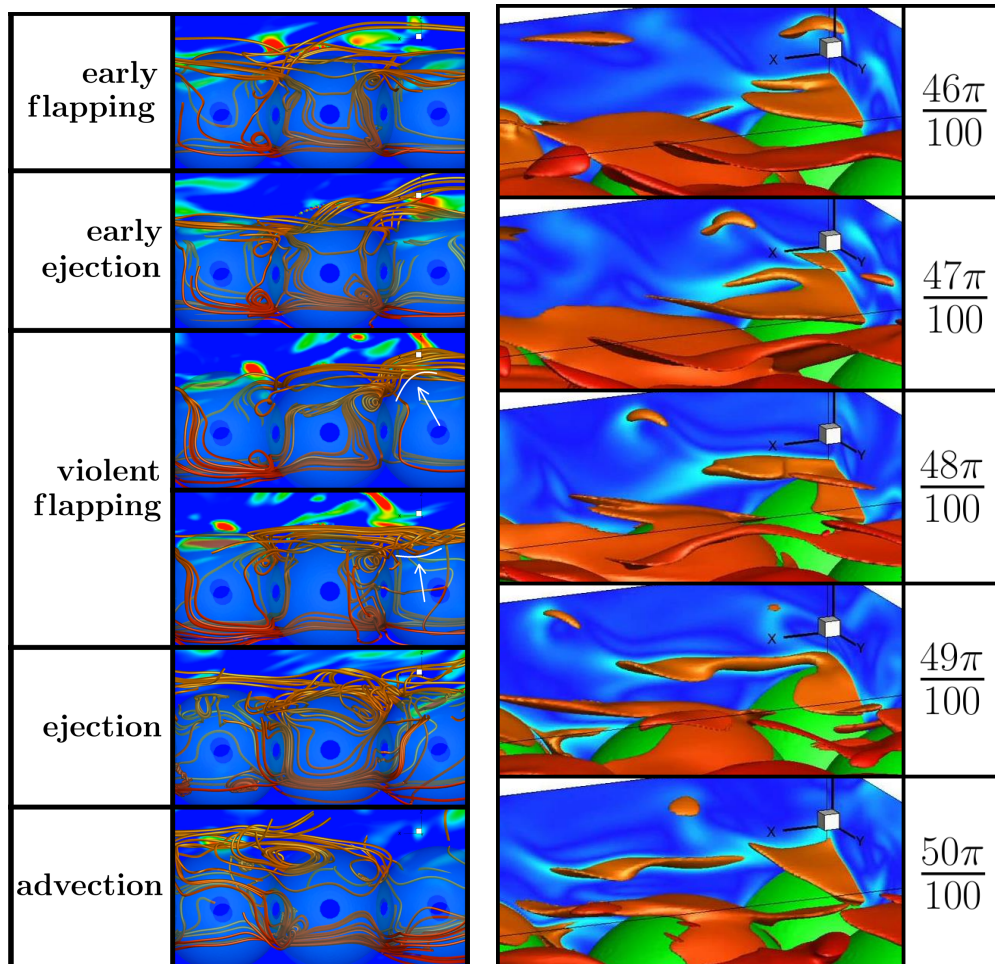 early
flapping
early
ejection
violent
flapping
ejection
advection
X Y
46π
100
X Y
47π
100
X Y
48π
100
X Y
49π
100
X Y
50π
100